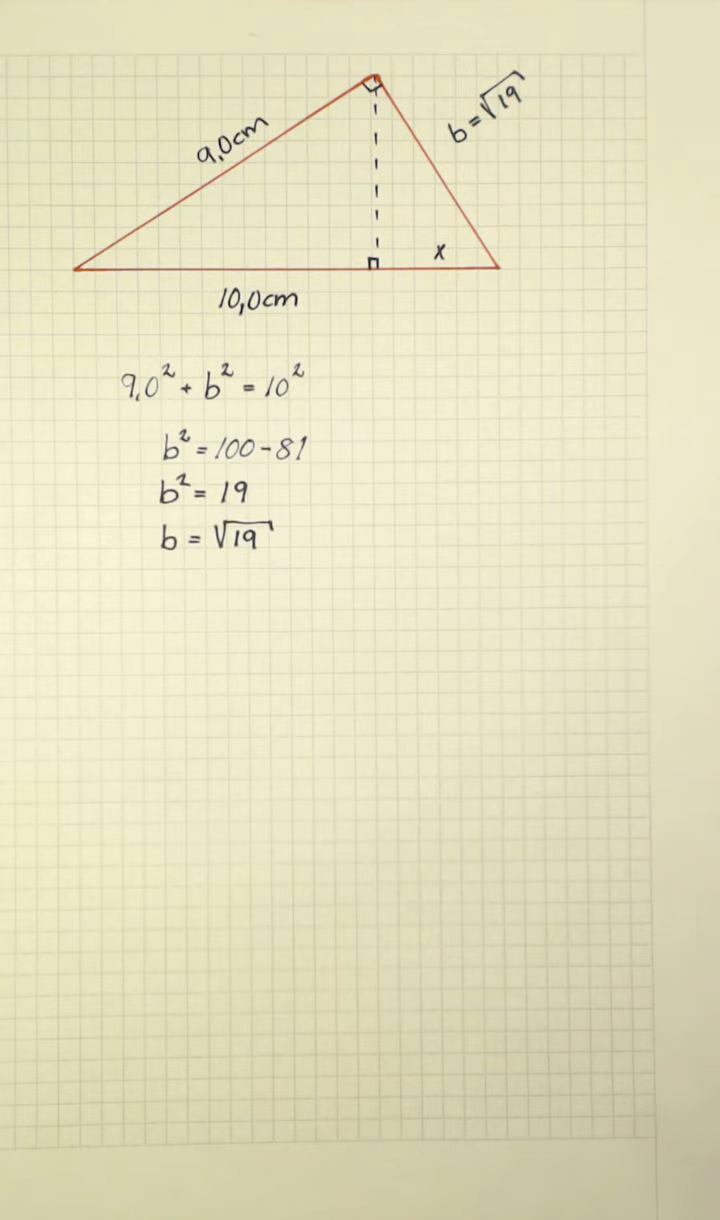 9,0cm
b=√19
x
10,0cm
9,0² + b² = 10²
b² = 100-81
b² = 19
b = √19